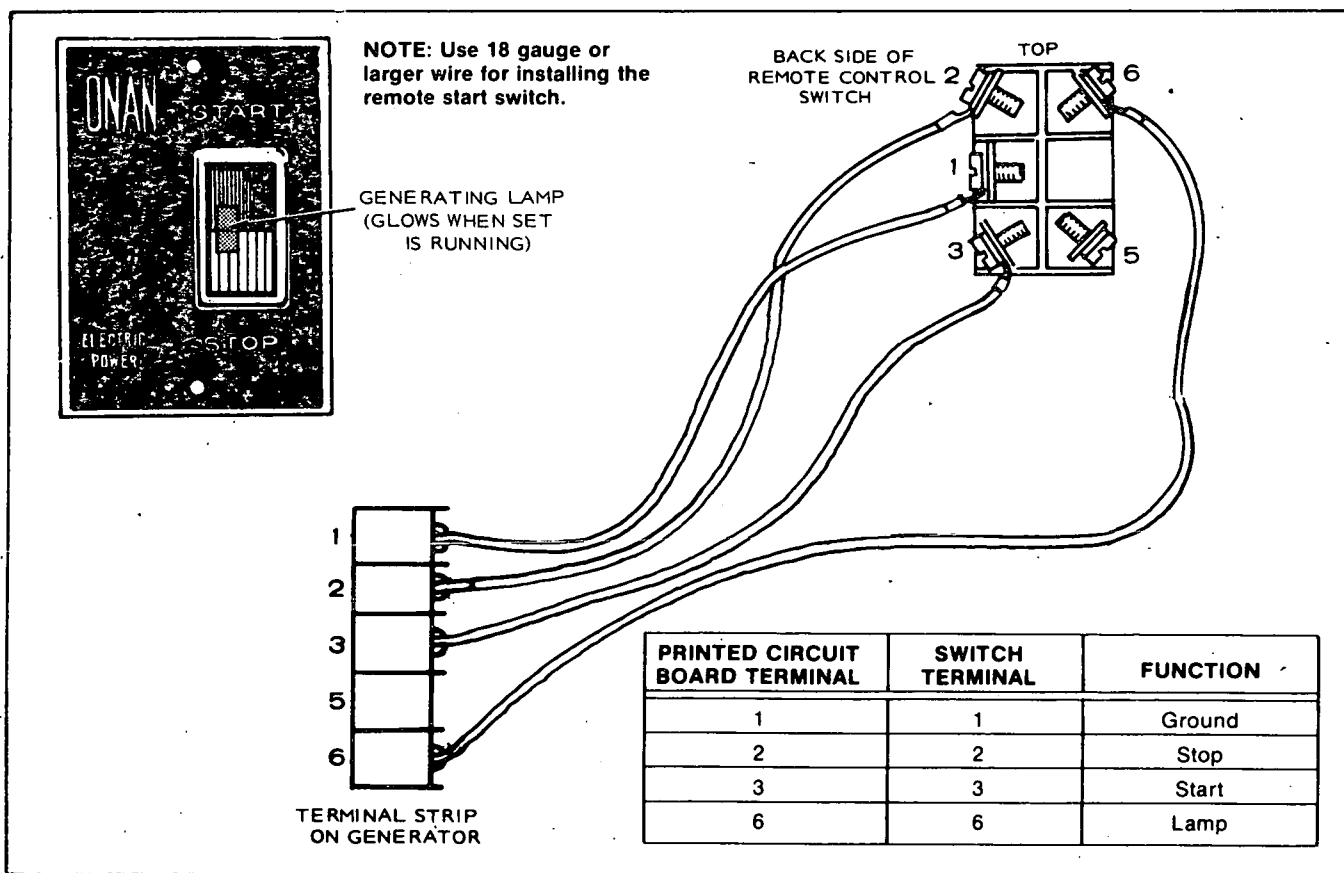 ONAN
START
STOP
ELECTRIC
POWER
NOTE: Use 18 gauge or
larger wire for installing the
remote start switch.
GENERATING LAMP
(GLOWS WHEN SET
IS RUNNING)
BACK SIDE OF
REMOTE CONTROL
SWITCH
TOP
2
6
1
3
5
1
2
3
5
6
TERMINAL STRIP
ON GENERATOR
PRINTED CIRCUIT BOARD TERMINAL SWITCH TERMINAL FUNCTION
1 1 Ground
2 2 Stop
3 3 Start
6 6 Lamp